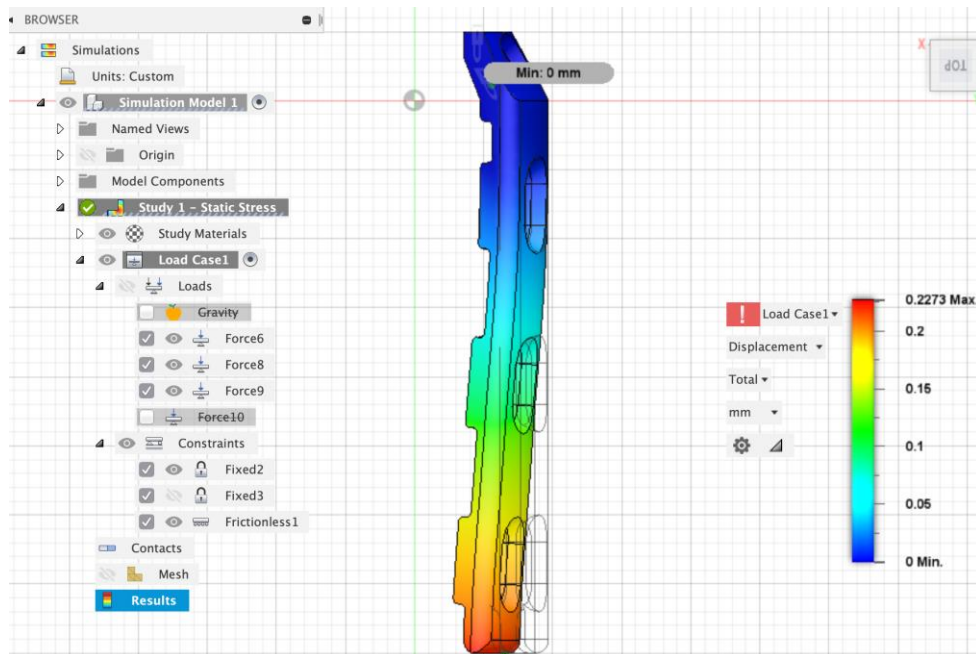 BROWSER
Simulations
Units: Custom
Simulation Model 1
Named Views
Origin
Model Components
Study 1 - Static Stress
Study Materials
Load Case1
Loads
Gravity
Force6
Force8
Force9
Force10
Constraints
Fixed2
Fixed3
Frictionless1
Contacts
Mesh
Results
Min: 0 mm
X
TOP
Load Case1
Displacement
Total
mm
0.2273 Max
0.2
0.15
0.1
0.05
0 Min.